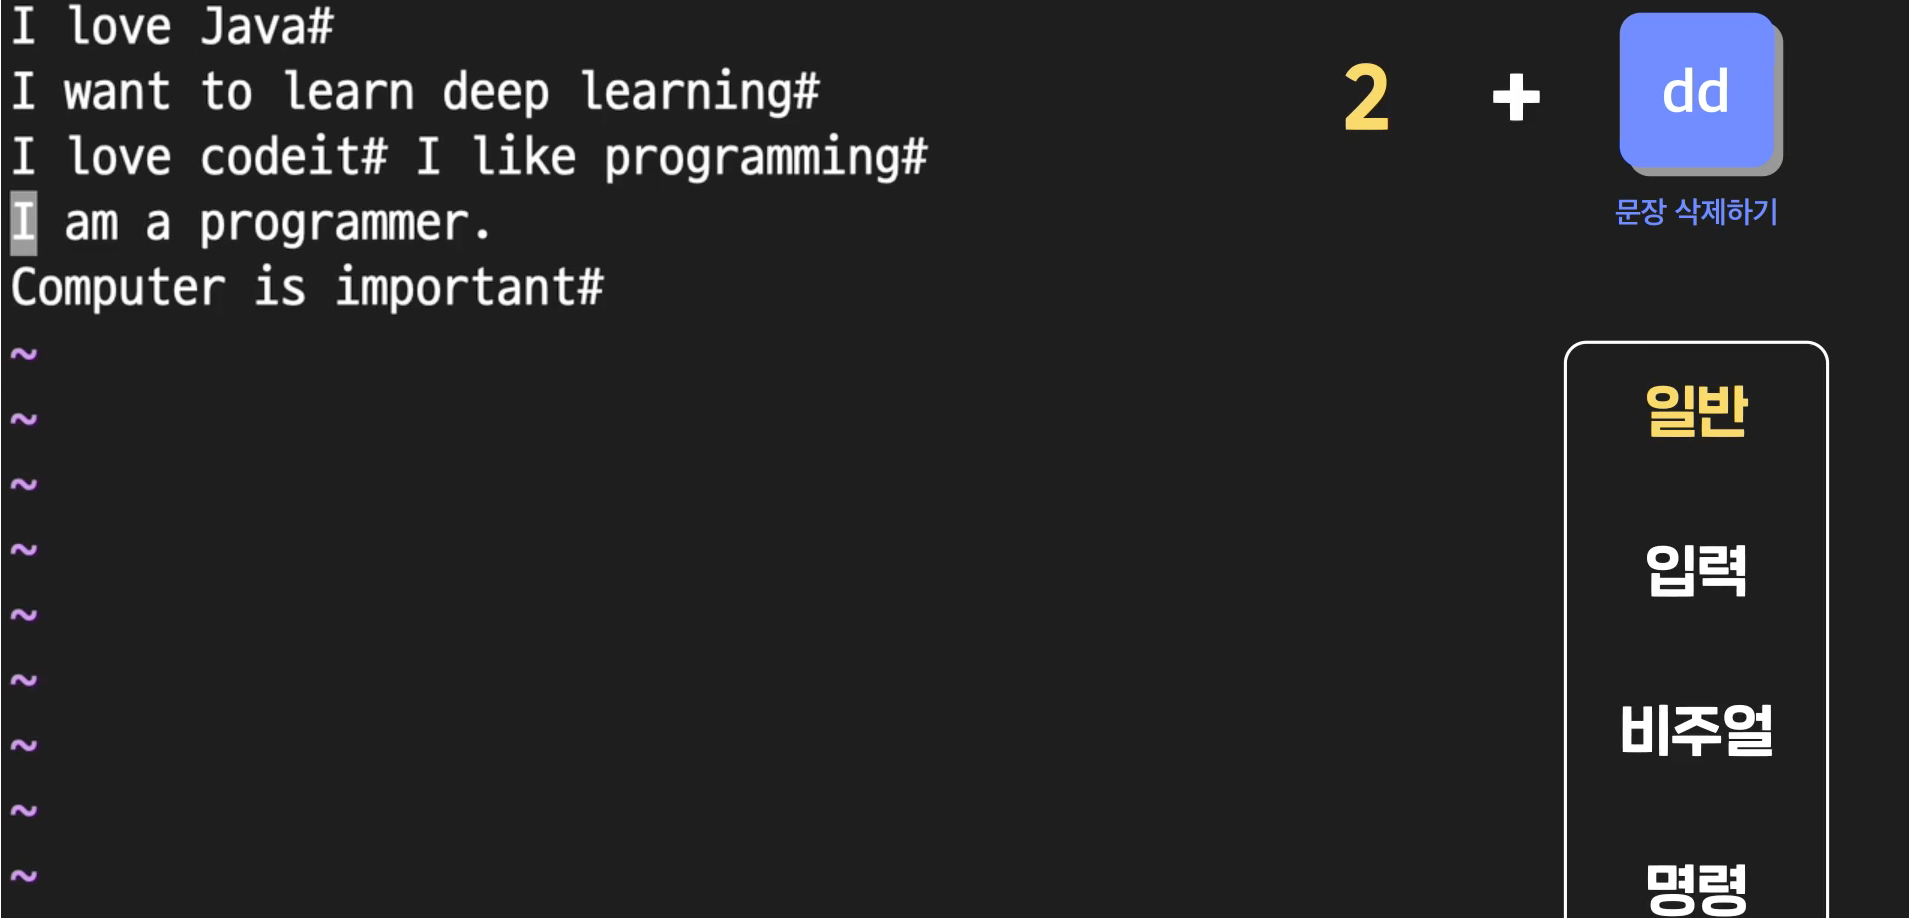 I love Java#
I want to learn deep learning#
I love codeit# I like programming#
I am a programmer.
Computer is important#
~
~
~
~
~
~
~
~
~
2 + dd
문장 삭제하기
일반
입력
비주얼
명령